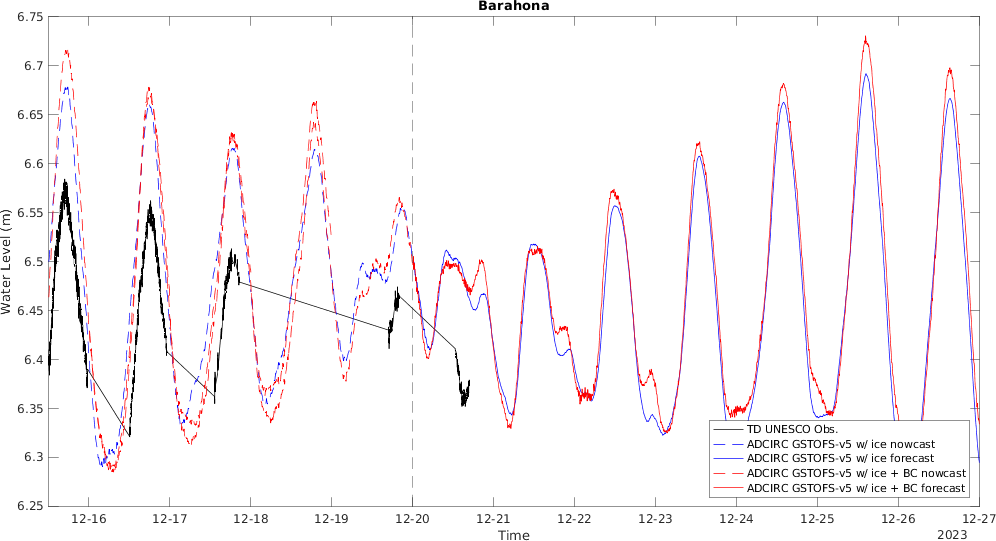 Barahona
6.75
6.7
6.65
6.6
6.55
6.5
6.45
6.4
6.35
6.3
6.25
Water Level (m)
TD UNESCO Obs.
ADCIRC GSTOFS-v5 w/ ice nowcast
ADCIRC GSTOFS-v5 w/ ice forecast
ADCIRC GSTOFS-v5 w/ ice + BC nowcast
ADCIRC GSTOFS-v5 w/ ice + BC forecast
12-16 12-17 12-18 12-19 12-20 12-21 12-22 12-23 12-24 12-25 12-26 12-27
Time
2023